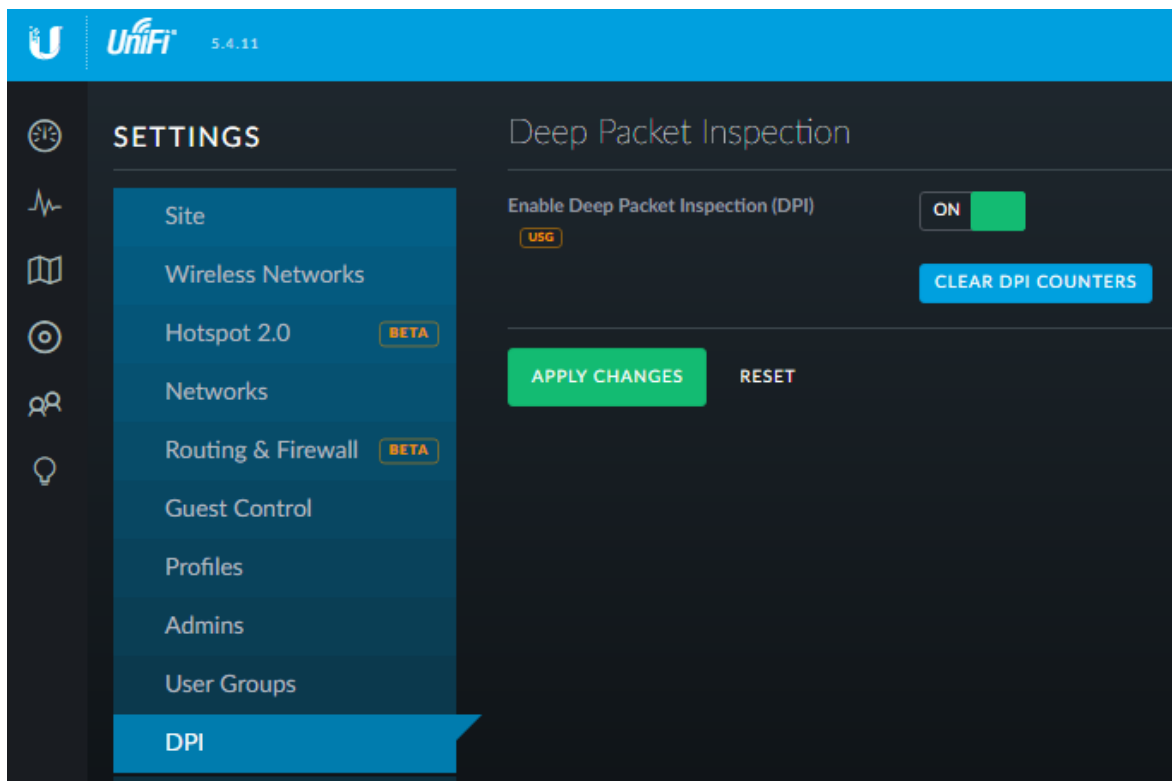 UniFi 5.4.11
SETTINGS
Site
Wireless Networks
Hotspot 2.0 BETA
Networks
Routing & Firewall BETA
Guest Control
Profiles
Admins
User Groups
DPI
Deep Packet Inspection
Enable Deep Packet Inspection (DPI)
USG
ON
CLEAR DPI COUNTERS
APPLY CHANGES RESET